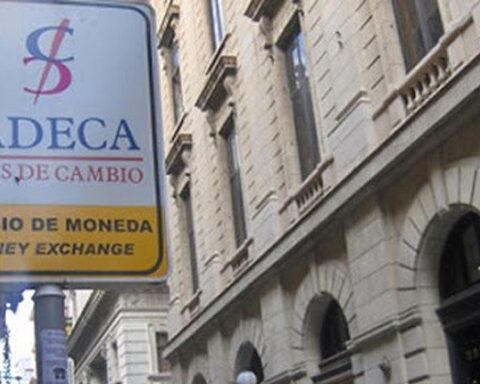 ADECA
S DE CAMBIO
IO DE MONEDA
NEY EXCHANGE